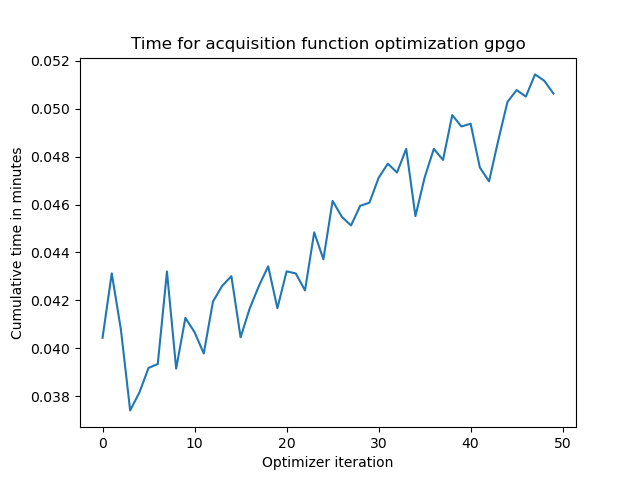 Time for acquisition function optimization gpgo
0.052
0.050
0.048
0.046
0.044
0.042
0.040
0.038
Cumulative time in minutes
0 10 20 30 40 50
Optimizer iteration